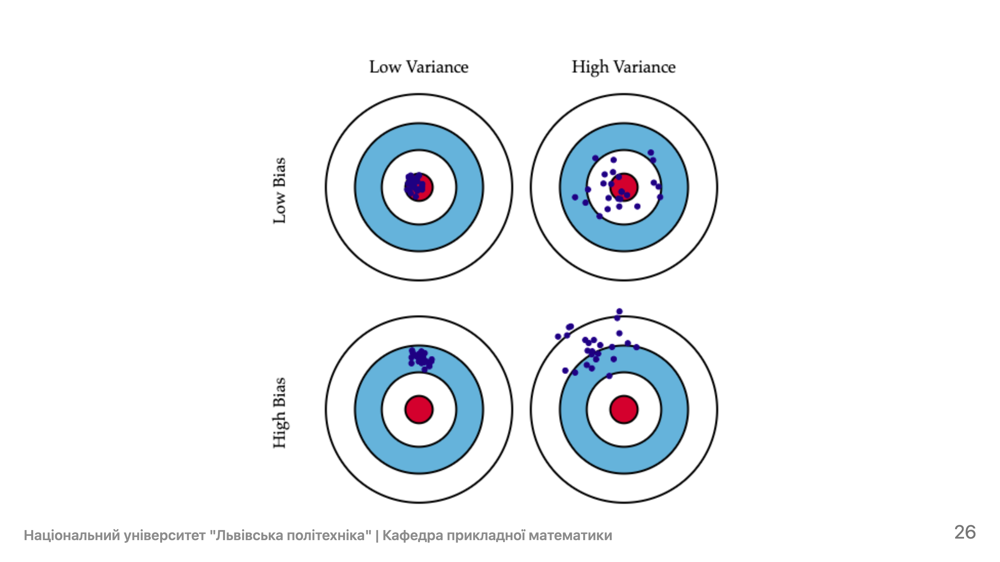 Low Variance
High Variance
Low Bias
High Bias
Національний університет "Львівська політехніка" | Кафедра прикладної математики
26